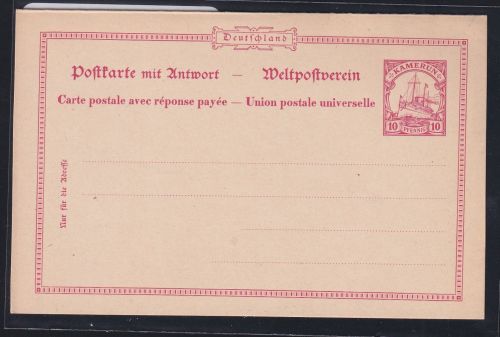 Deutschland
Postkarte mit Antwort — Weltpostverein
Carte postale avec réponse payée — Union postale universelle
KAMERUN
10 PFENNIG 10
Nur für die Adresse